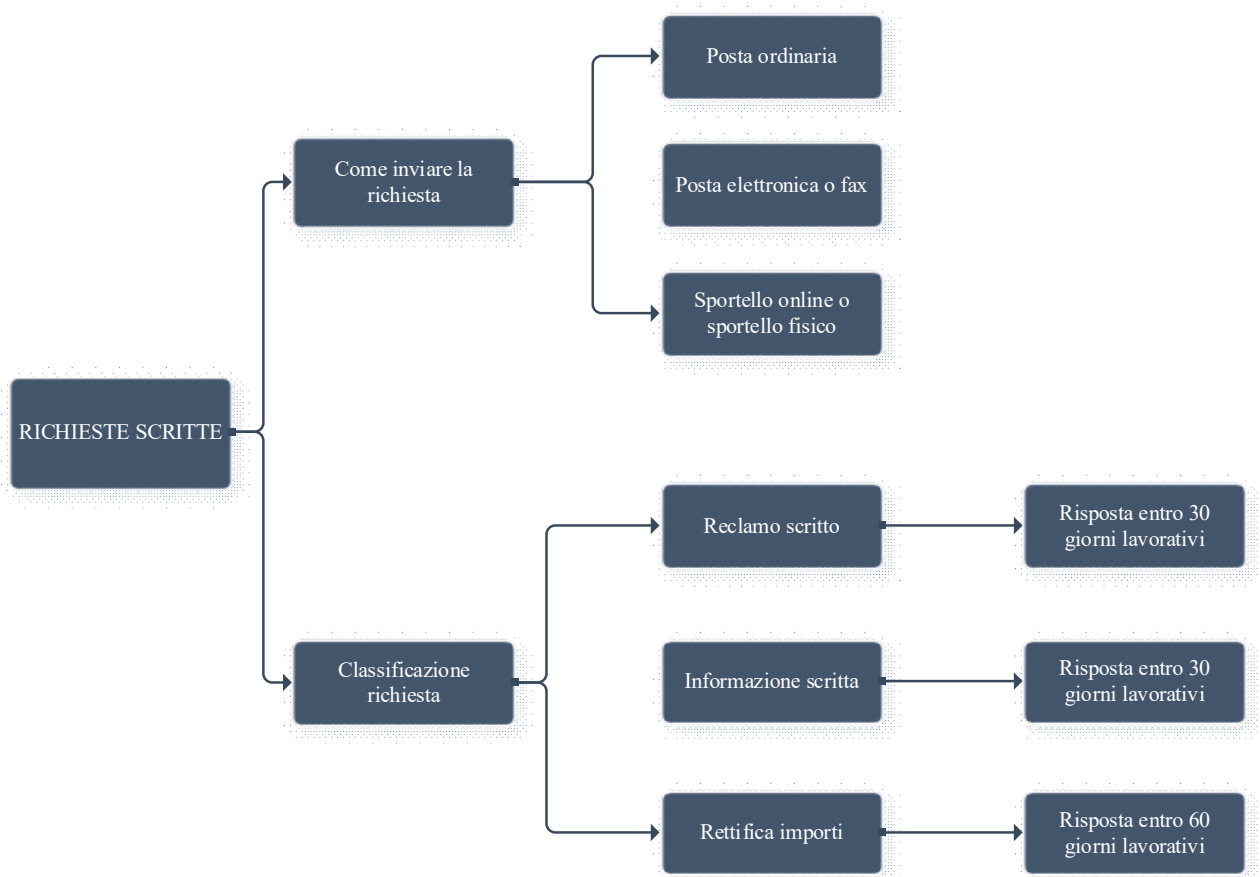 Posta ordinaria
Come inviare la
richiesta
Posta elettronica o fax
Sportello online o
sportello fisico
RICHIESTE SCRITTE
Reclamo scritto
Risposta entro 30
giorni lavorativi
Classificazione
richiesta
Informazione scritta
Risposta entro 30
giorni lavorativi
Rettifica importi
Risposta entro 60
giorni lavorativi